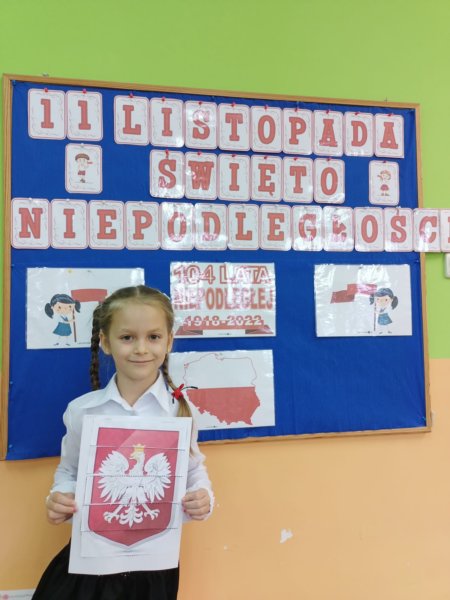 11 LISTOPADA
ŚWIĘTO
NIEPODLEGŁOŚCI
104 LATA
NIEPODLEGŁEJ
1918-2022